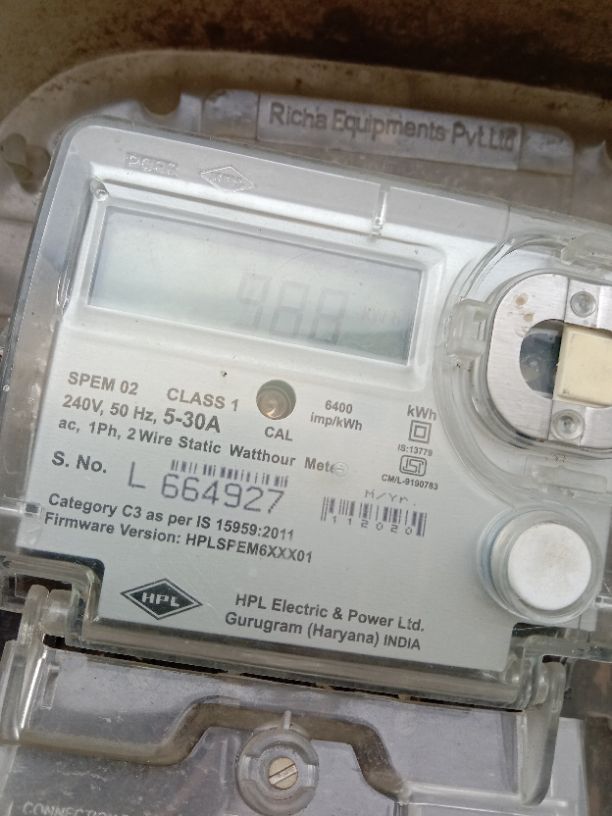 Richa Equipments Pvt.Ltd
kWh
SPEM 02 CLASS 1
240V, 50 Hz, 5-30A
CAL
6400
imp/kWh
kWh
ac, 1Ph, 2 Wire Static Watthour Meter
IS:13779
CM/L-9190783
S. No. L 664927
M/Yr.
112020
Category C3 as per IS 15959:2011
Firmware Version: HPLSPEM6XXX01
HPL
HPL Electric & Power Ltd.
Gurugram (Haryana) INDIA